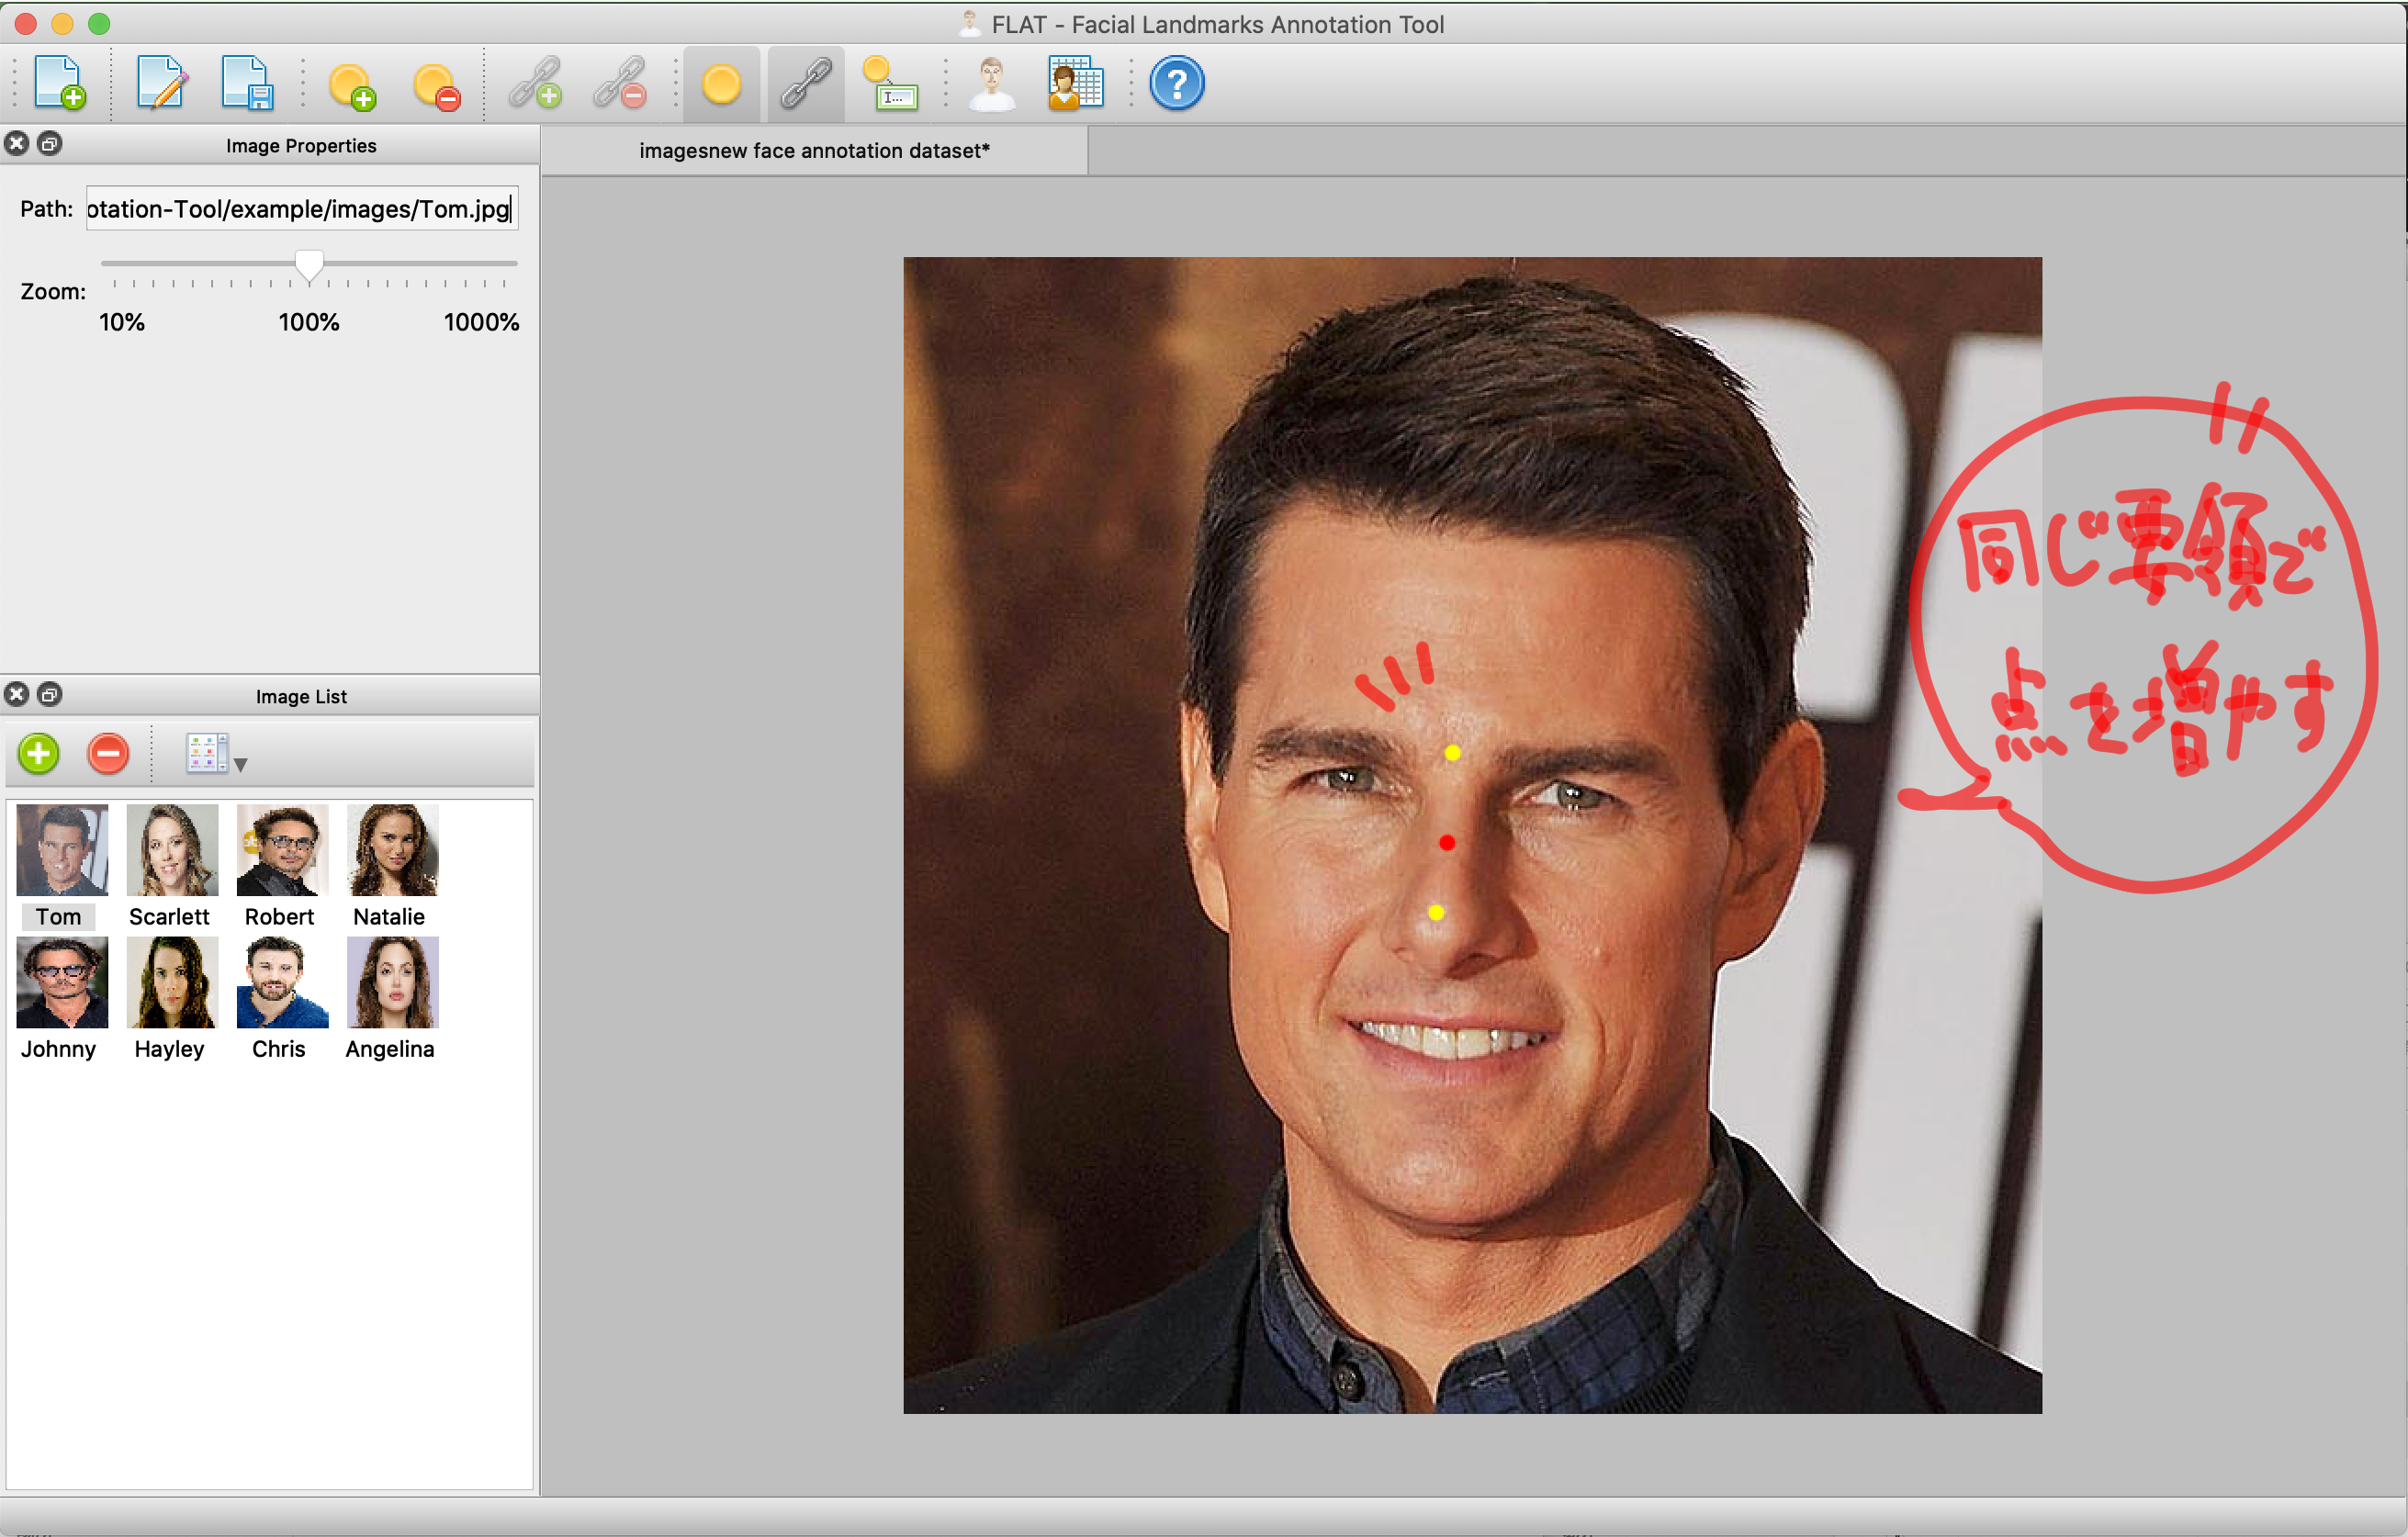 FLAT - Facial Landmarks Annotation Tool
I...
?
Image Properties
imagesnew face annotation dataset*
Path: otation-Tool/example/images/Tom.jpg
Zoom:
10% 100% 1000%
同じ要領で
点を増やす
Image List
Tom Scarlett Robert Natalie
Johnny Hayley Chris Angelina